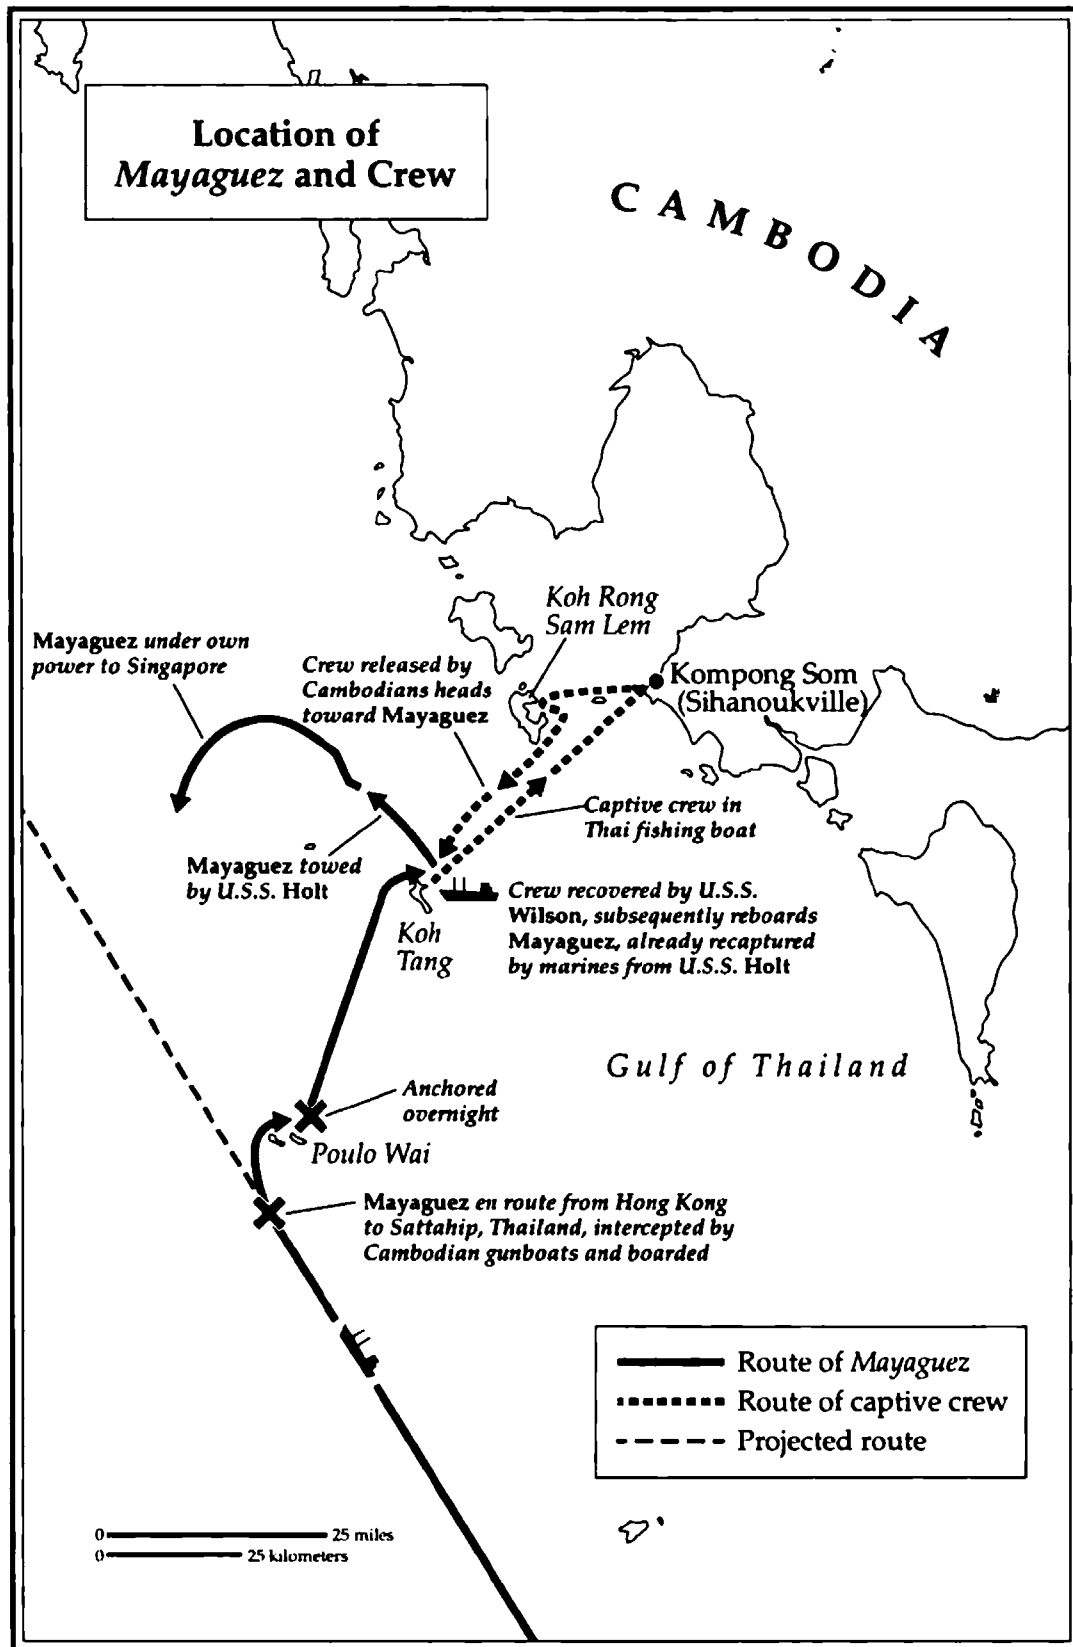 Location of
Mayaguez and Crew
CAMBODIA
Koh Rong
Sam Lem
Mayaguez under own
power to Singapore
Crew released by
Cambodians heads
toward Mayaguez
Kompong Som
(Sihanoukville)
Captive crew in
Thai fishing boat
Mayaguez towed
by U.S.S. Holt
Crew recovered by U.S.S.
Wilson, subsequently reboards
Mayaguez, already recaptured
by marines from U.S.S. Holt
Koh
Tang
Gulf of Thailand
Anchored
overnight
Poulo Wai
Mayaguez en route from Hong Kong
to Sattahip, Thailand, intercepted by
Cambodian gunboats and boarded
Route of Mayaguez
Route of captive crew
Projected route
0 25 miles
0 25 kilometers